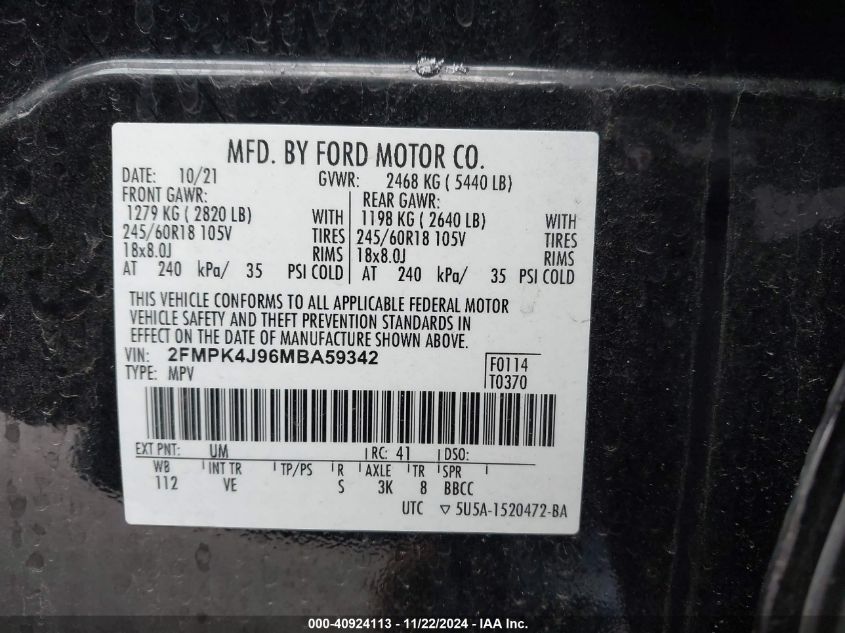 MFD. BY FORD MOTOR CO.
DATE: 10/21 GVWR: 2468 KG ( 5440 LB)
FRONT GAWR: REAR GAWR:
1279 KG ( 2820 LB) WITH 1198 KG ( 2640 LB) WITH
245/60R18 105V TIRES 245/60R18 105V TIRES
18x8.0J RIMS 18x8.0J RIMS
AT 240 kPa/ 35 PSI COLD AT 240 kPa/ 35 PSI COLD
THIS VEHICLE CONFORMS TO ALL APPLICABLE FEDERAL MOTOR
VEHICLE SAFETY AND THEFT PREVENTION STANDARDS IN
EFFECT ON THE DATE OF MANUFACTURE SHOWN ABOVE.
VIN: 2FMPK4J96MBA59342 F0114
TYPE: MPV T0370
EXT PNT: UM RC: 41 DSO:
WB INT TR TP/PS R AXLE TR SPR
112 VE S 3K 8 BBCC
UTC ▽ 5U5A-1520472-BA
000-40924113 - 11/22/2024 - IAA Inc.